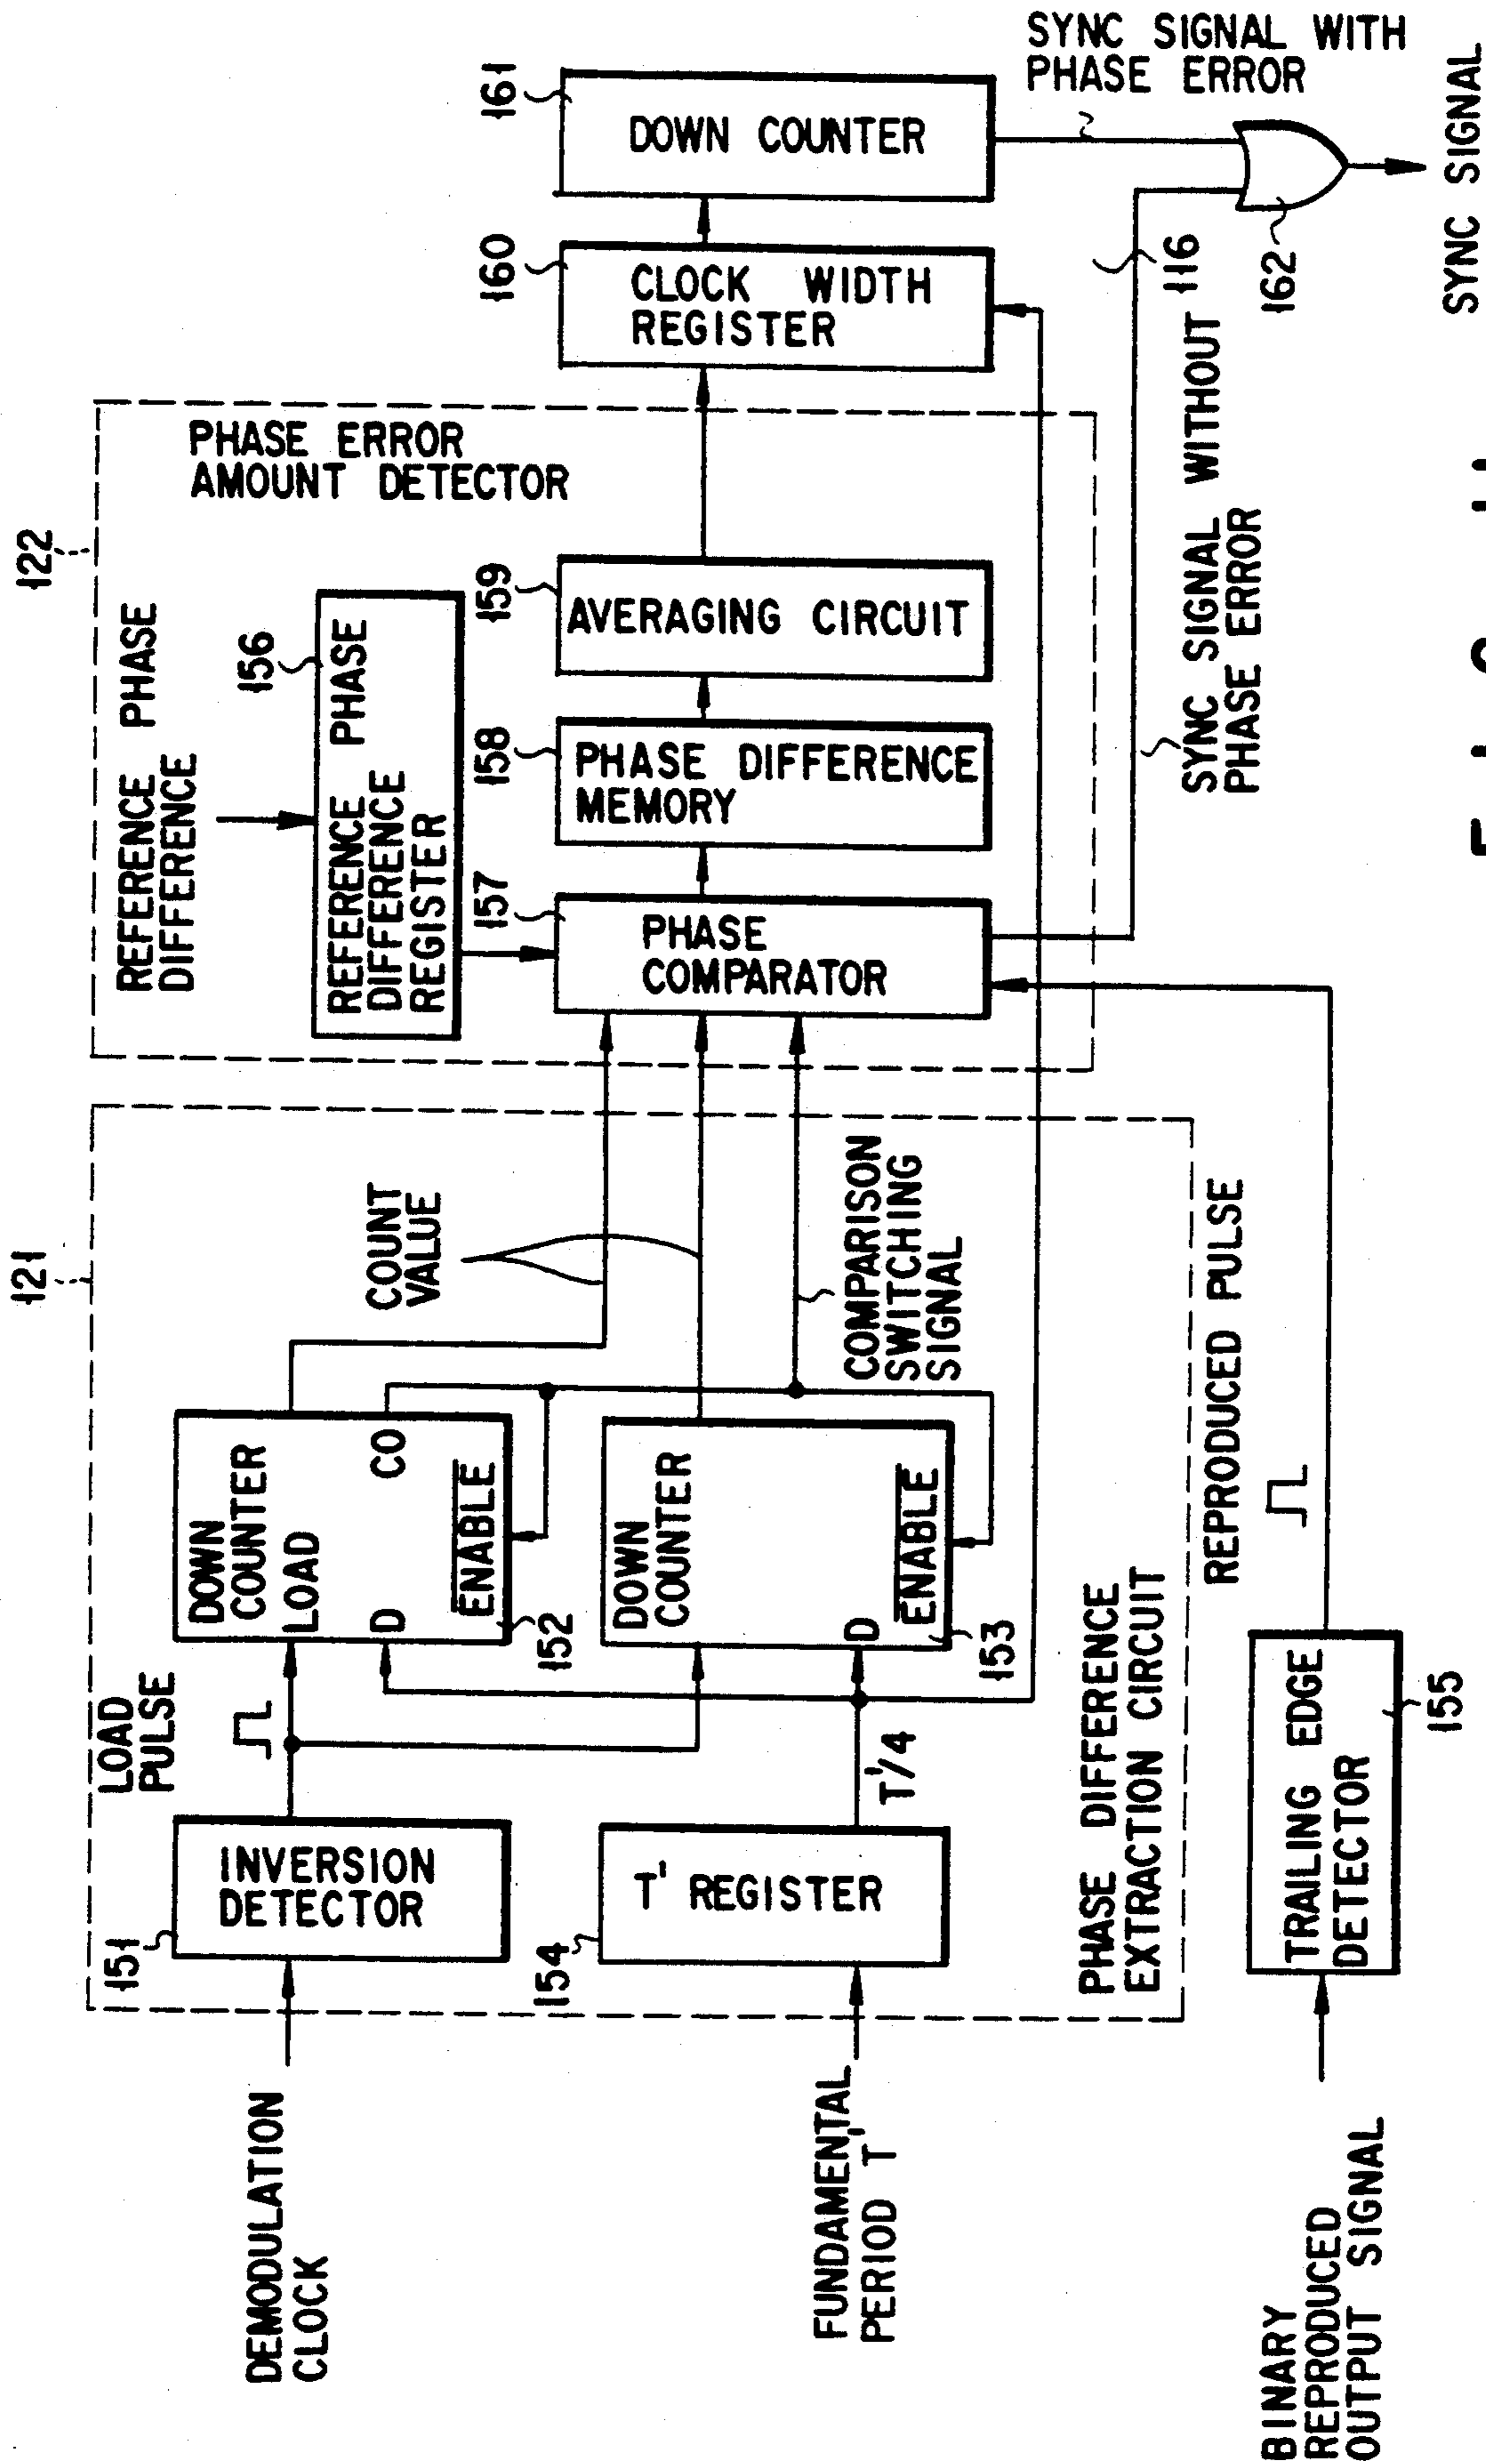 122
REFERENCE PHASE
DIFFERENCE
156
REFERENCE PHASE
DIFFERENCE
REGISTER
PHASE ERROR
AMOUNT DETECTOR
157
PHASE
COMPARATOR
158
PHASE DIFFERENCE
MEMORY
159
AVERAGING CIRCUIT
160
CLOCK WIDTH
REGISTER
161
DOWN COUNTER
SYNC SIGNAL WITH
PHASE ERROR
116
162
SYNC SIGNAL
SYNC SIGNAL WITHOUT
PHASE ERROR
121
LOAD
PULSE
DEMODULATION
CLOCK
151
INVERSION
DETECTOR
DOWN
COUNTER
LOAD
D
CO
ENABLE
152
COUNT
VALUE
FUNDAMENTAL
PERIOD T'
154
T' REGISTER
T'/4
DOWN
COUNTER
D
ENABLE
153
COMPARISON
SWITCHING
SIGNAL
PHASE DIFFERENCE
EXTRACTION CIRCUIT
REPRODUCED PULSE
BINARY
REPRODUCED
OUTPUT SIGNAL
TRAILING EDGE
DETECTOR
155